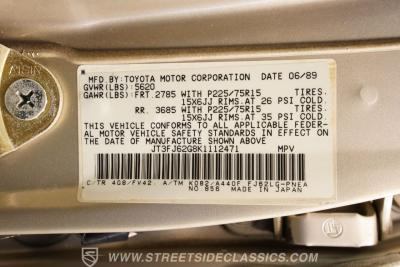 MFD.BY:TOYOTA MOTOR CORPORATION DATE 06/89
GVWR(LBS):5620
GAWR(LBS):FRT.2785 WITH P225/75R15 TIRES.
15X6JJ RIMS.AT 26 PSI COLD.
RR. 3685 WITH P225/75R15 TIRES.
15X6JJ RIMS.AT 35 PSI COLD.
THIS VEHICLE CONFORMS TO ALL APPLICABLE FEDER-
AL MOTOR VEHICLE SAFETY STANDARDS IN EFFECT ON
THE DATE OF MANUFACTURE SHOWN ABOVE.
JT3FJ62G8K1112471 MPV
C/TR 4G8/FV42. A/TM K082/A440F FJ62LG-PNEA
NO 856 MADE IN JAPAN
WWW.STREETSIDECLASSICS.COM